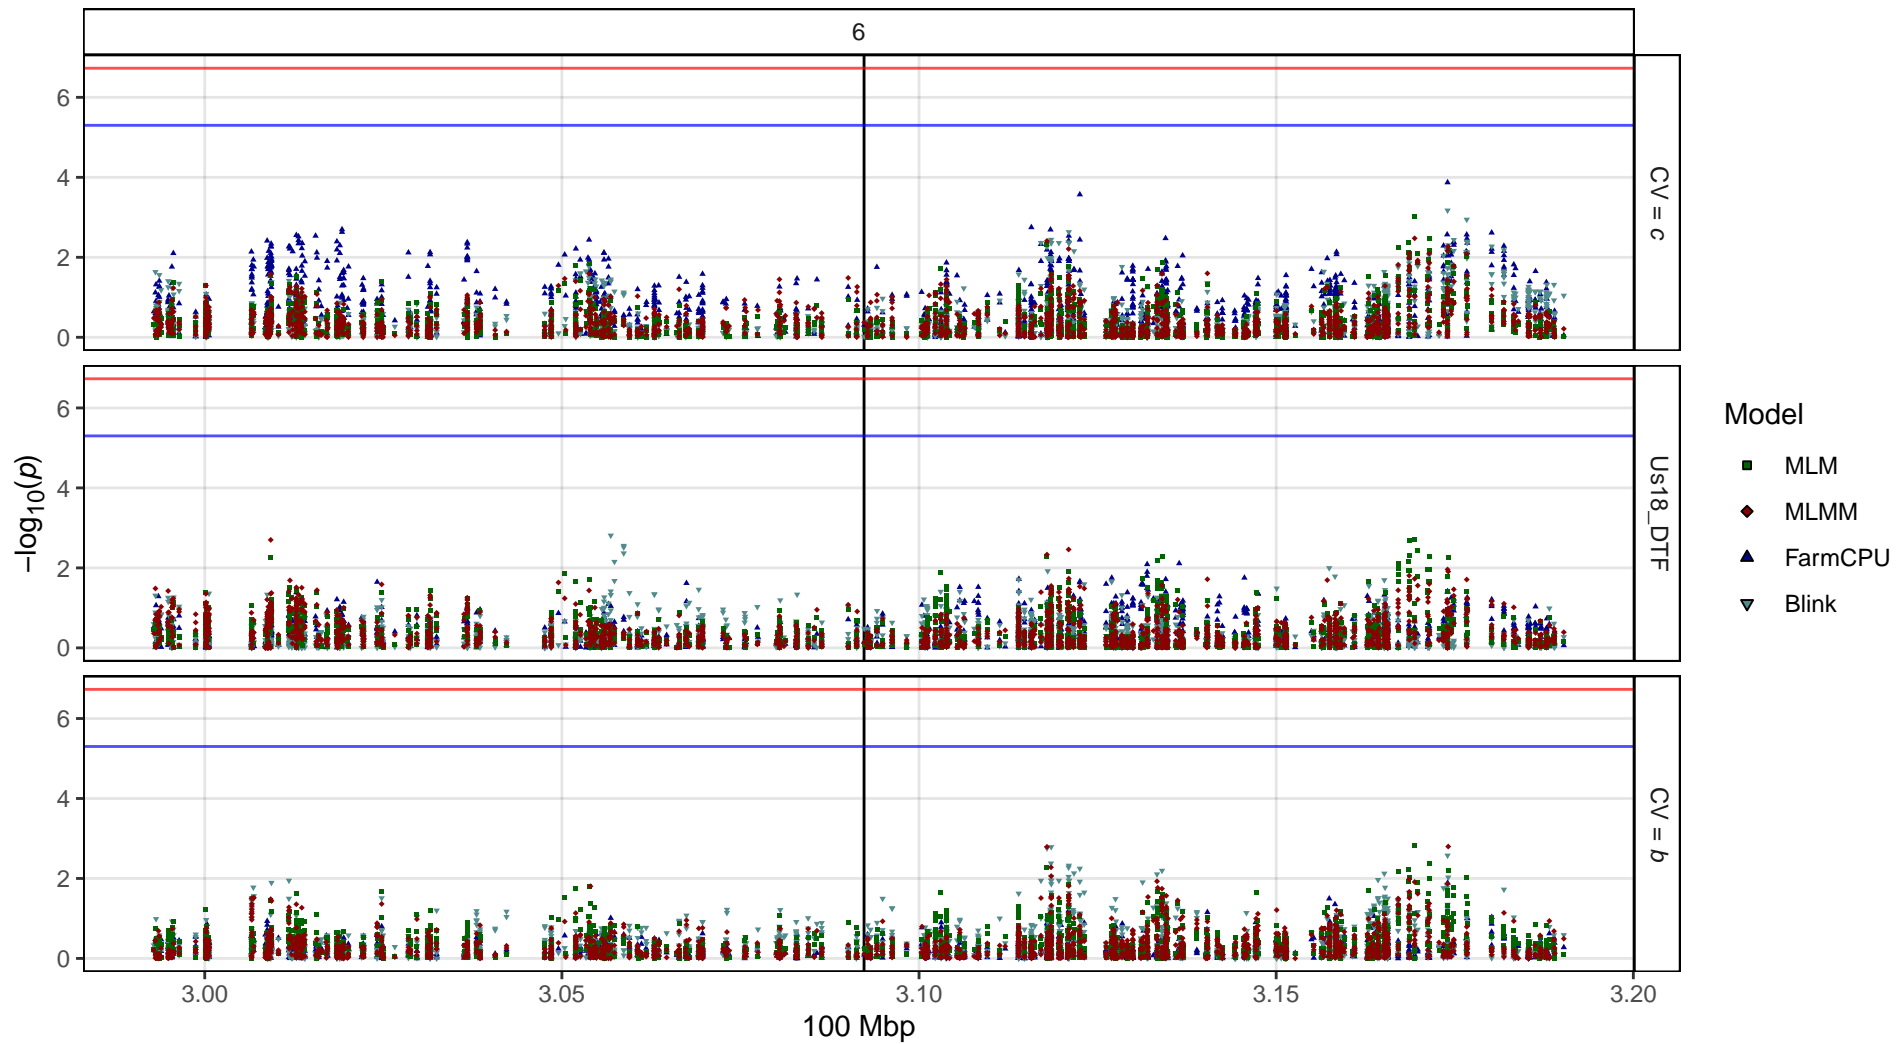 6
6
4
2
0
CV = c
6
4
2
0
Us18_DTF
6
4
2
0
CV = b
−log10(p)
3.00 3.05 3.10 3.15 3.20
100 Mbp
Model
MLM
MLMM
FarmCPU
Blink